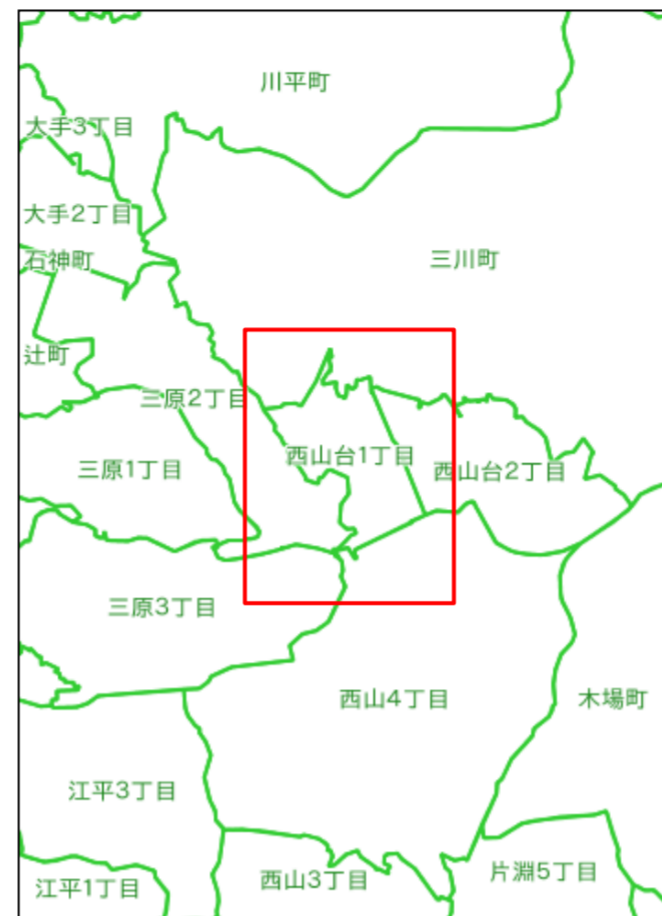 川平町
大手3丁目
大手2丁目
石神町
三川町
辻町
三原2丁目
西山台1丁目
三原1丁目
西山台2丁目
三原3丁目
西山4丁目
木場町
江平3丁目
片淵5丁目
西山3丁目
江平1丁目